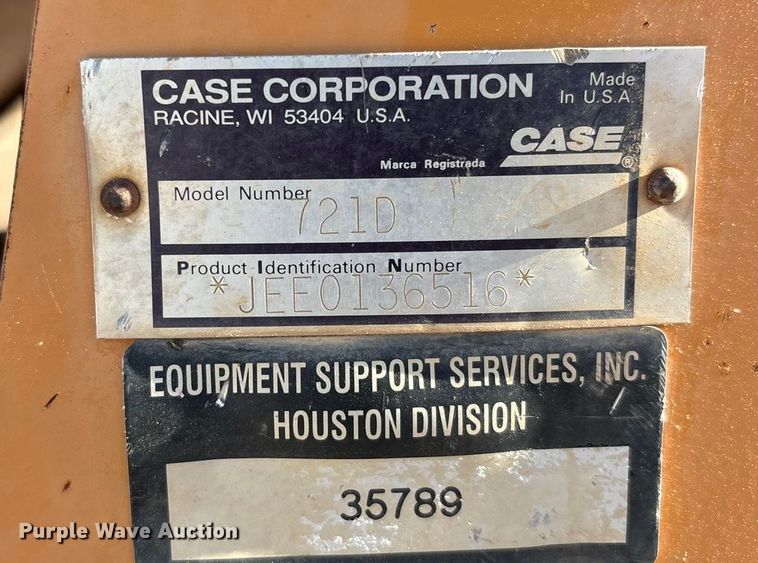 CASE CORPORATION
RACINE, WI 53404 U.S.A.
Made
In U.S.A.
CASE
Marca Registrada
®
Model Number
721D
Product Identification Number
*JEE0136516*
EQUIPMENT SUPPORT SERVICES, INC.
HOUSTON DIVISION
35789
Purple Wave Auction